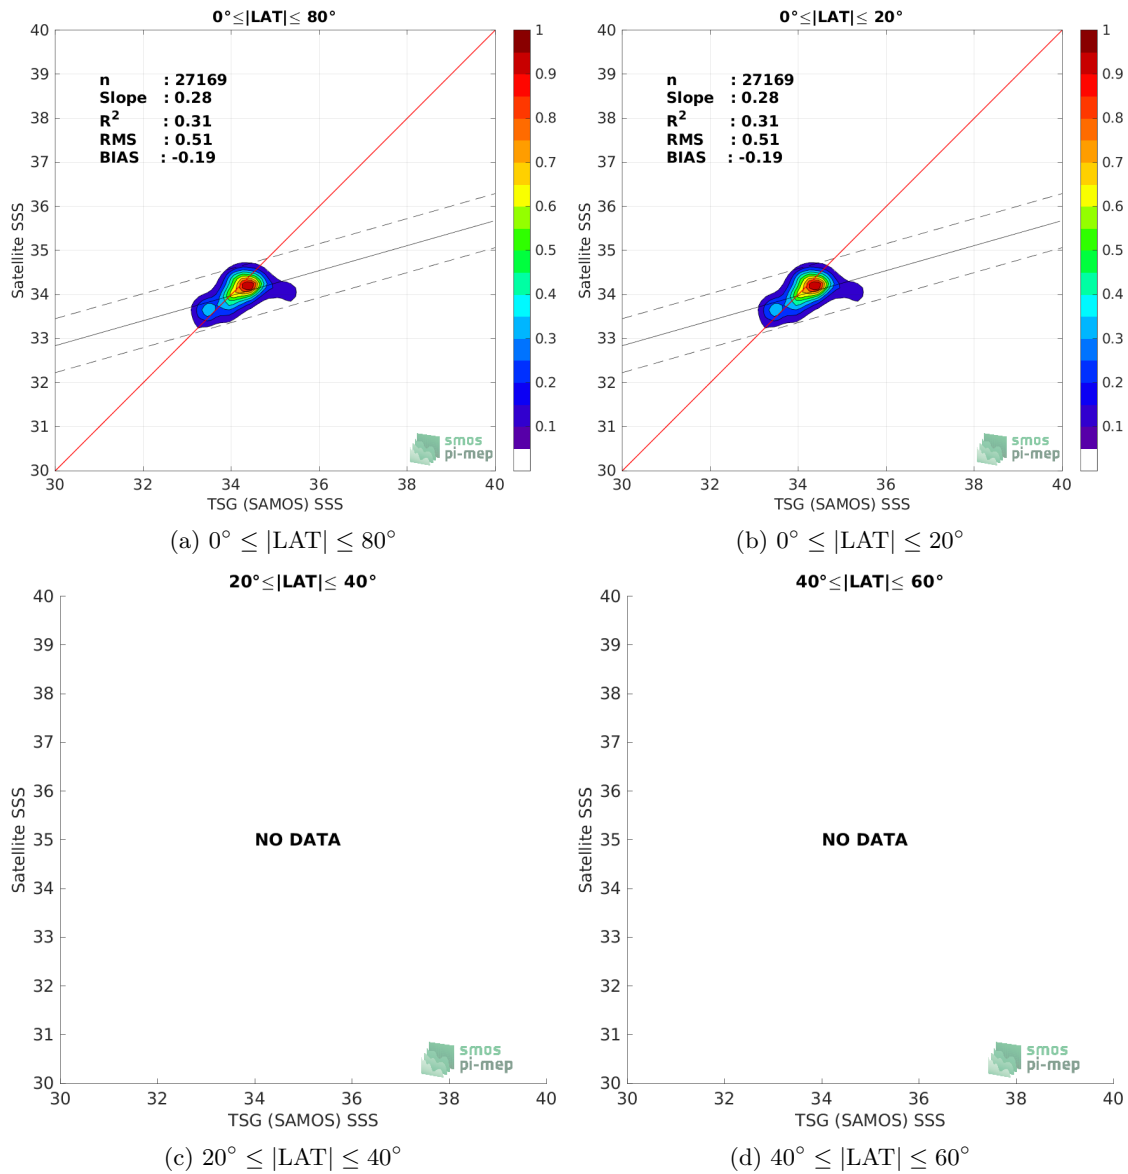 0°≤|LAT|≤ 80°
40
39
38
37
36
35
34
33
32
31
30
30
32
34
36
38
40
Satellite SSS
TSG (SAMOS) SSS
n : 27169
Slope : 0.28
R² : 0.31
RMS : 0.51
BIAS : -0.19
1
0.9
0.8
0.7
0.6
0.5
0.4
0.3
0.2
0.1
smos
pi-mep
(a) 0° ≤ |LAT| ≤ 80°
0°≤|LAT|≤ 20°
40
39
38
37
36
35
34
33
32
31
30
30
32
34
36
38
40
Satellite SSS
TSG (SAMOS) SSS
n : 27169
Slope : 0.28
R² : 0.31
RMS : 0.51
BIAS : -0.19
1
0.9
0.8
0.7
0.6
0.5
0.4
0.3
0.2
0.1
smos
pi-mep
(b) 0° ≤ |LAT| ≤ 20°
20°≤|LAT|≤ 40°
40
39
38
37
36
35
34
33
32
31
30
30
32
34
36
38
40
Satellite SSS
TSG (SAMOS) SSS
NO DATA
smos
pi-mep
(c) 20° ≤ |LAT| ≤ 40°
40°≤|LAT|≤ 60°
40
39
38
37
36
35
34
33
32
31
30
30
32
34
36
38
40
Satellite SSS
TSG (SAMOS) SSS
NO DATA
smos
pi-mep
(d) 40° ≤ |LAT| ≤ 60°